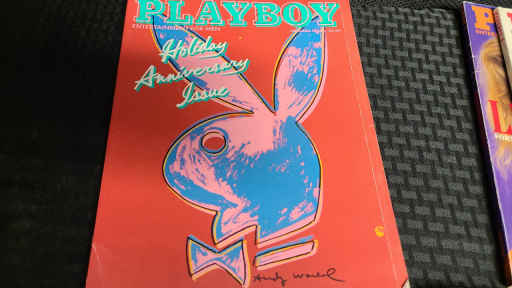 PLAYBOY
ENTERTAINMENT FOR MEN
Holiday
Anniversary
Issue
Andy Warhol
P